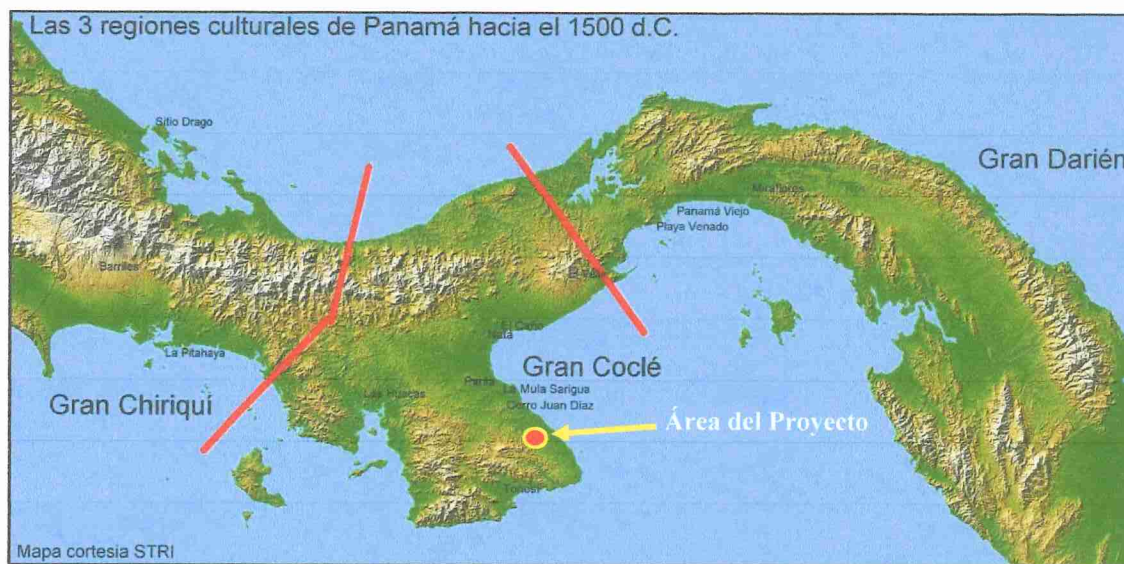 Las 3 regiones culturales de Panamá hacia el 1500 d.C.
Sitio Drago
Gran Darién
Miraflores
Panamá Viejo
Playa Venado
Barriles
El Caño
Natá
La Pitahaya
Gran Coclé
Parita
La Mula Sarigua
Las Huacas
Gran Chiriquí
Cerro Juan Díaz
Área del Proyecto
Tonosí
Mapa cortesia STRI